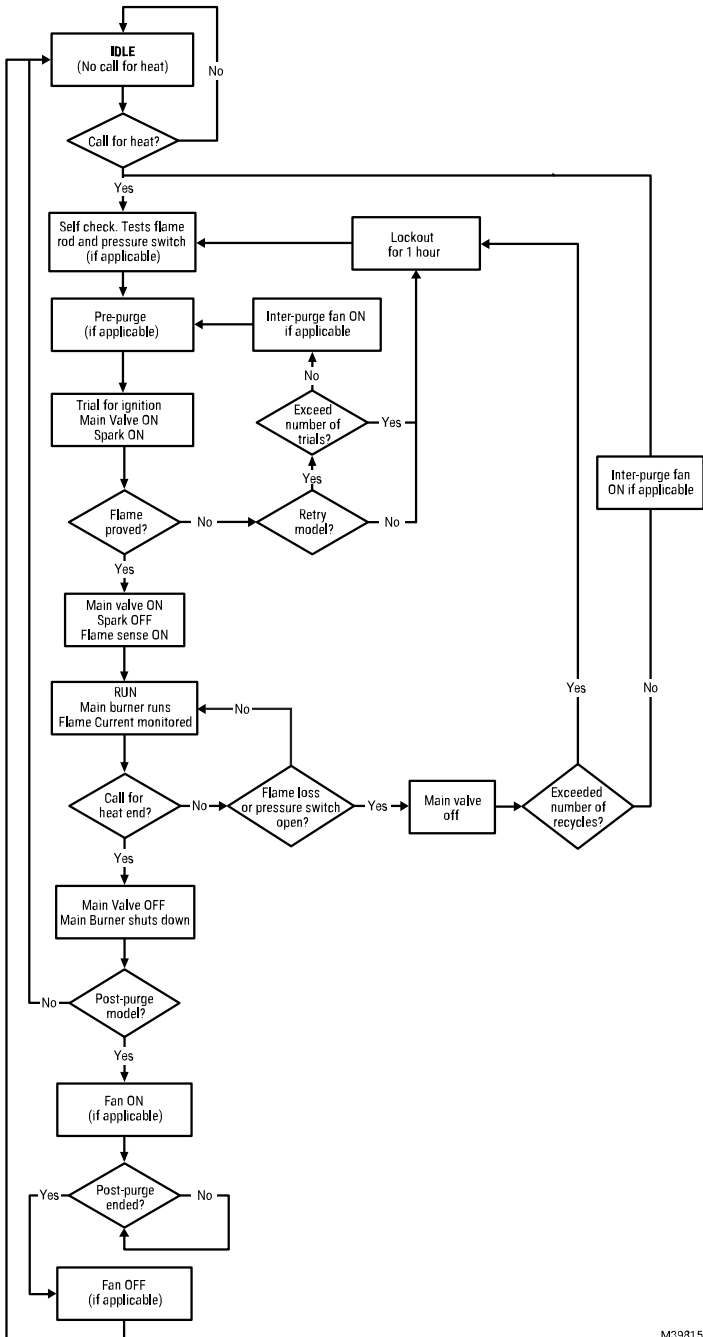 IDLE
(No call for heat)
No
Call for heat?
Yes
Self check. Tests flame
rod and pressure switch
(if applicable)
Lockout
for 1 hour
Pre-purge
(if applicable)
Inter-purge fan ON
if applicable
No
Trial for ignition
Main Valve ON
Spark ON
Exceed
number of
trials?
Yes
Inter-purge fan
ON if applicable
Yes
Flame
proved?
No
Retry
model?
No
Yes
Main valve ON
Spark OFF
Flame sense ON
RUN
Main burner runs
Flame Current monitored
No
Yes
No
Call for
heat end?
No
Flame loss
or pressure switch
open?
Yes
Main valve
off
Exceeded
number of
recycles?
Yes
Main Valve OFF
Main Burner shuts down
No
Post-purge
model?
Yes
Fan ON
(if applicable)
Yes
Post-purge
ended?
No
Fan OFF
(if applicable)
M39815